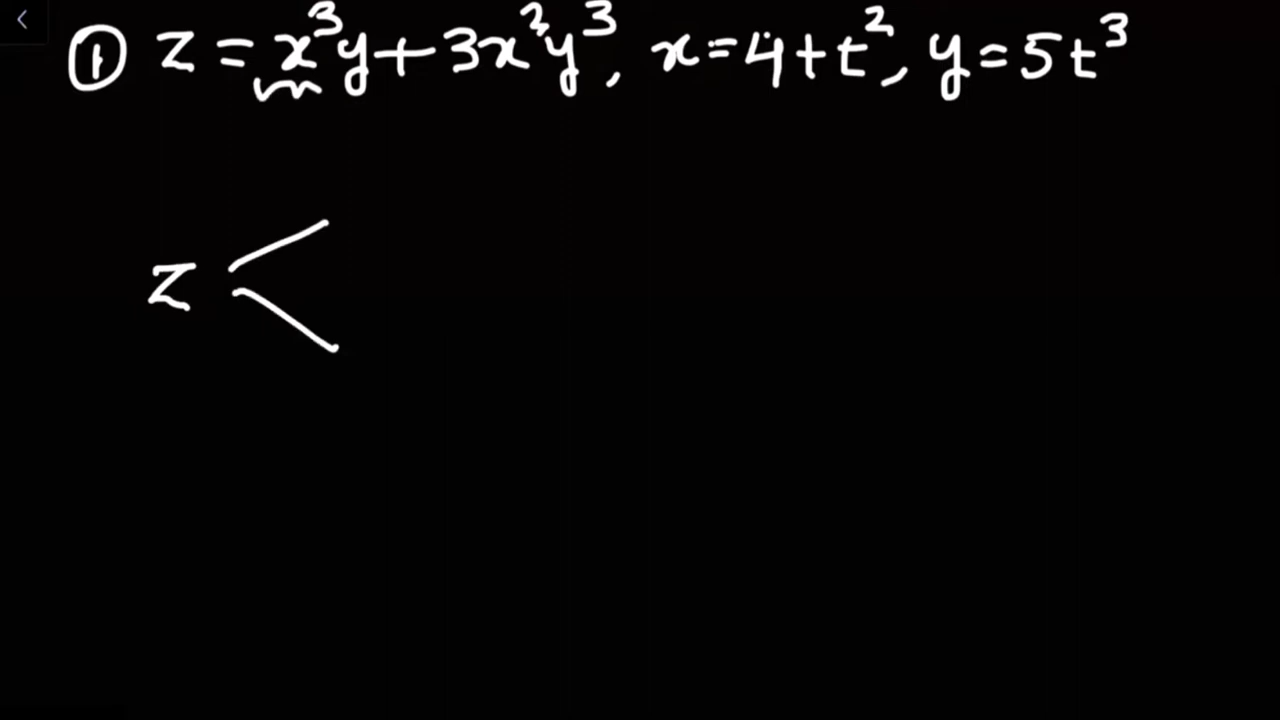 ① z = x³y + 3x²y³, x = 4 + t², y = 5t³
z